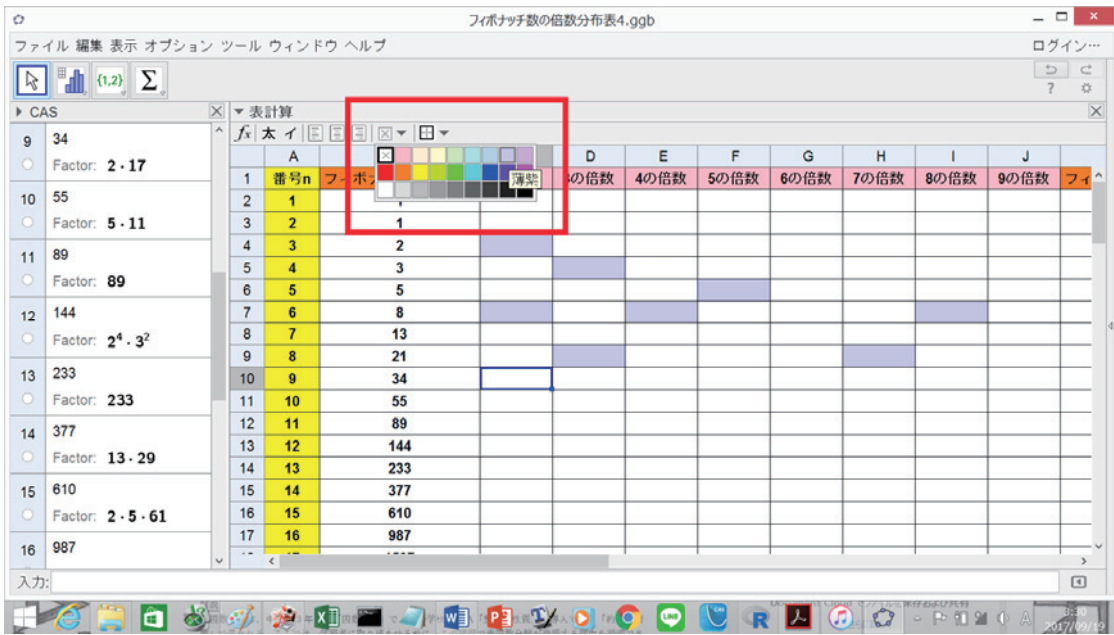 フィボナッチ数の倍数分布表4.ggb
ファイル 編集 表示 オプション ツール ウィンドウ ヘルプ ログイン…
{1,2} Σ ?
CAS
9 34
Factor: 2 · 17
10 55
Factor: 5 · 11
11 89
Factor: 89
12 144
Factor: 2⁴ · 3²
13 233
Factor: 233
14 377
Factor: 13 · 29
15 610
Factor: 2 · 5 · 61
16 987
表計算
fx 太 イ
A D E F G H I J
1 番号n フィボナ 3の倍数 4の倍数 5の倍数 6の倍数 7の倍数 8の倍数 9の倍数 フィ
薄紫
2 1 1
3 2 1
4 3 2
5 4 3
6 5 5
7 6 8
8 7 13
9 8 21
10 9 34
11 10 55
12 11 89
13 12 144
14 13 233
15 14 377
16 15 610
17 16 987
入力:
3:30
2017/09/19